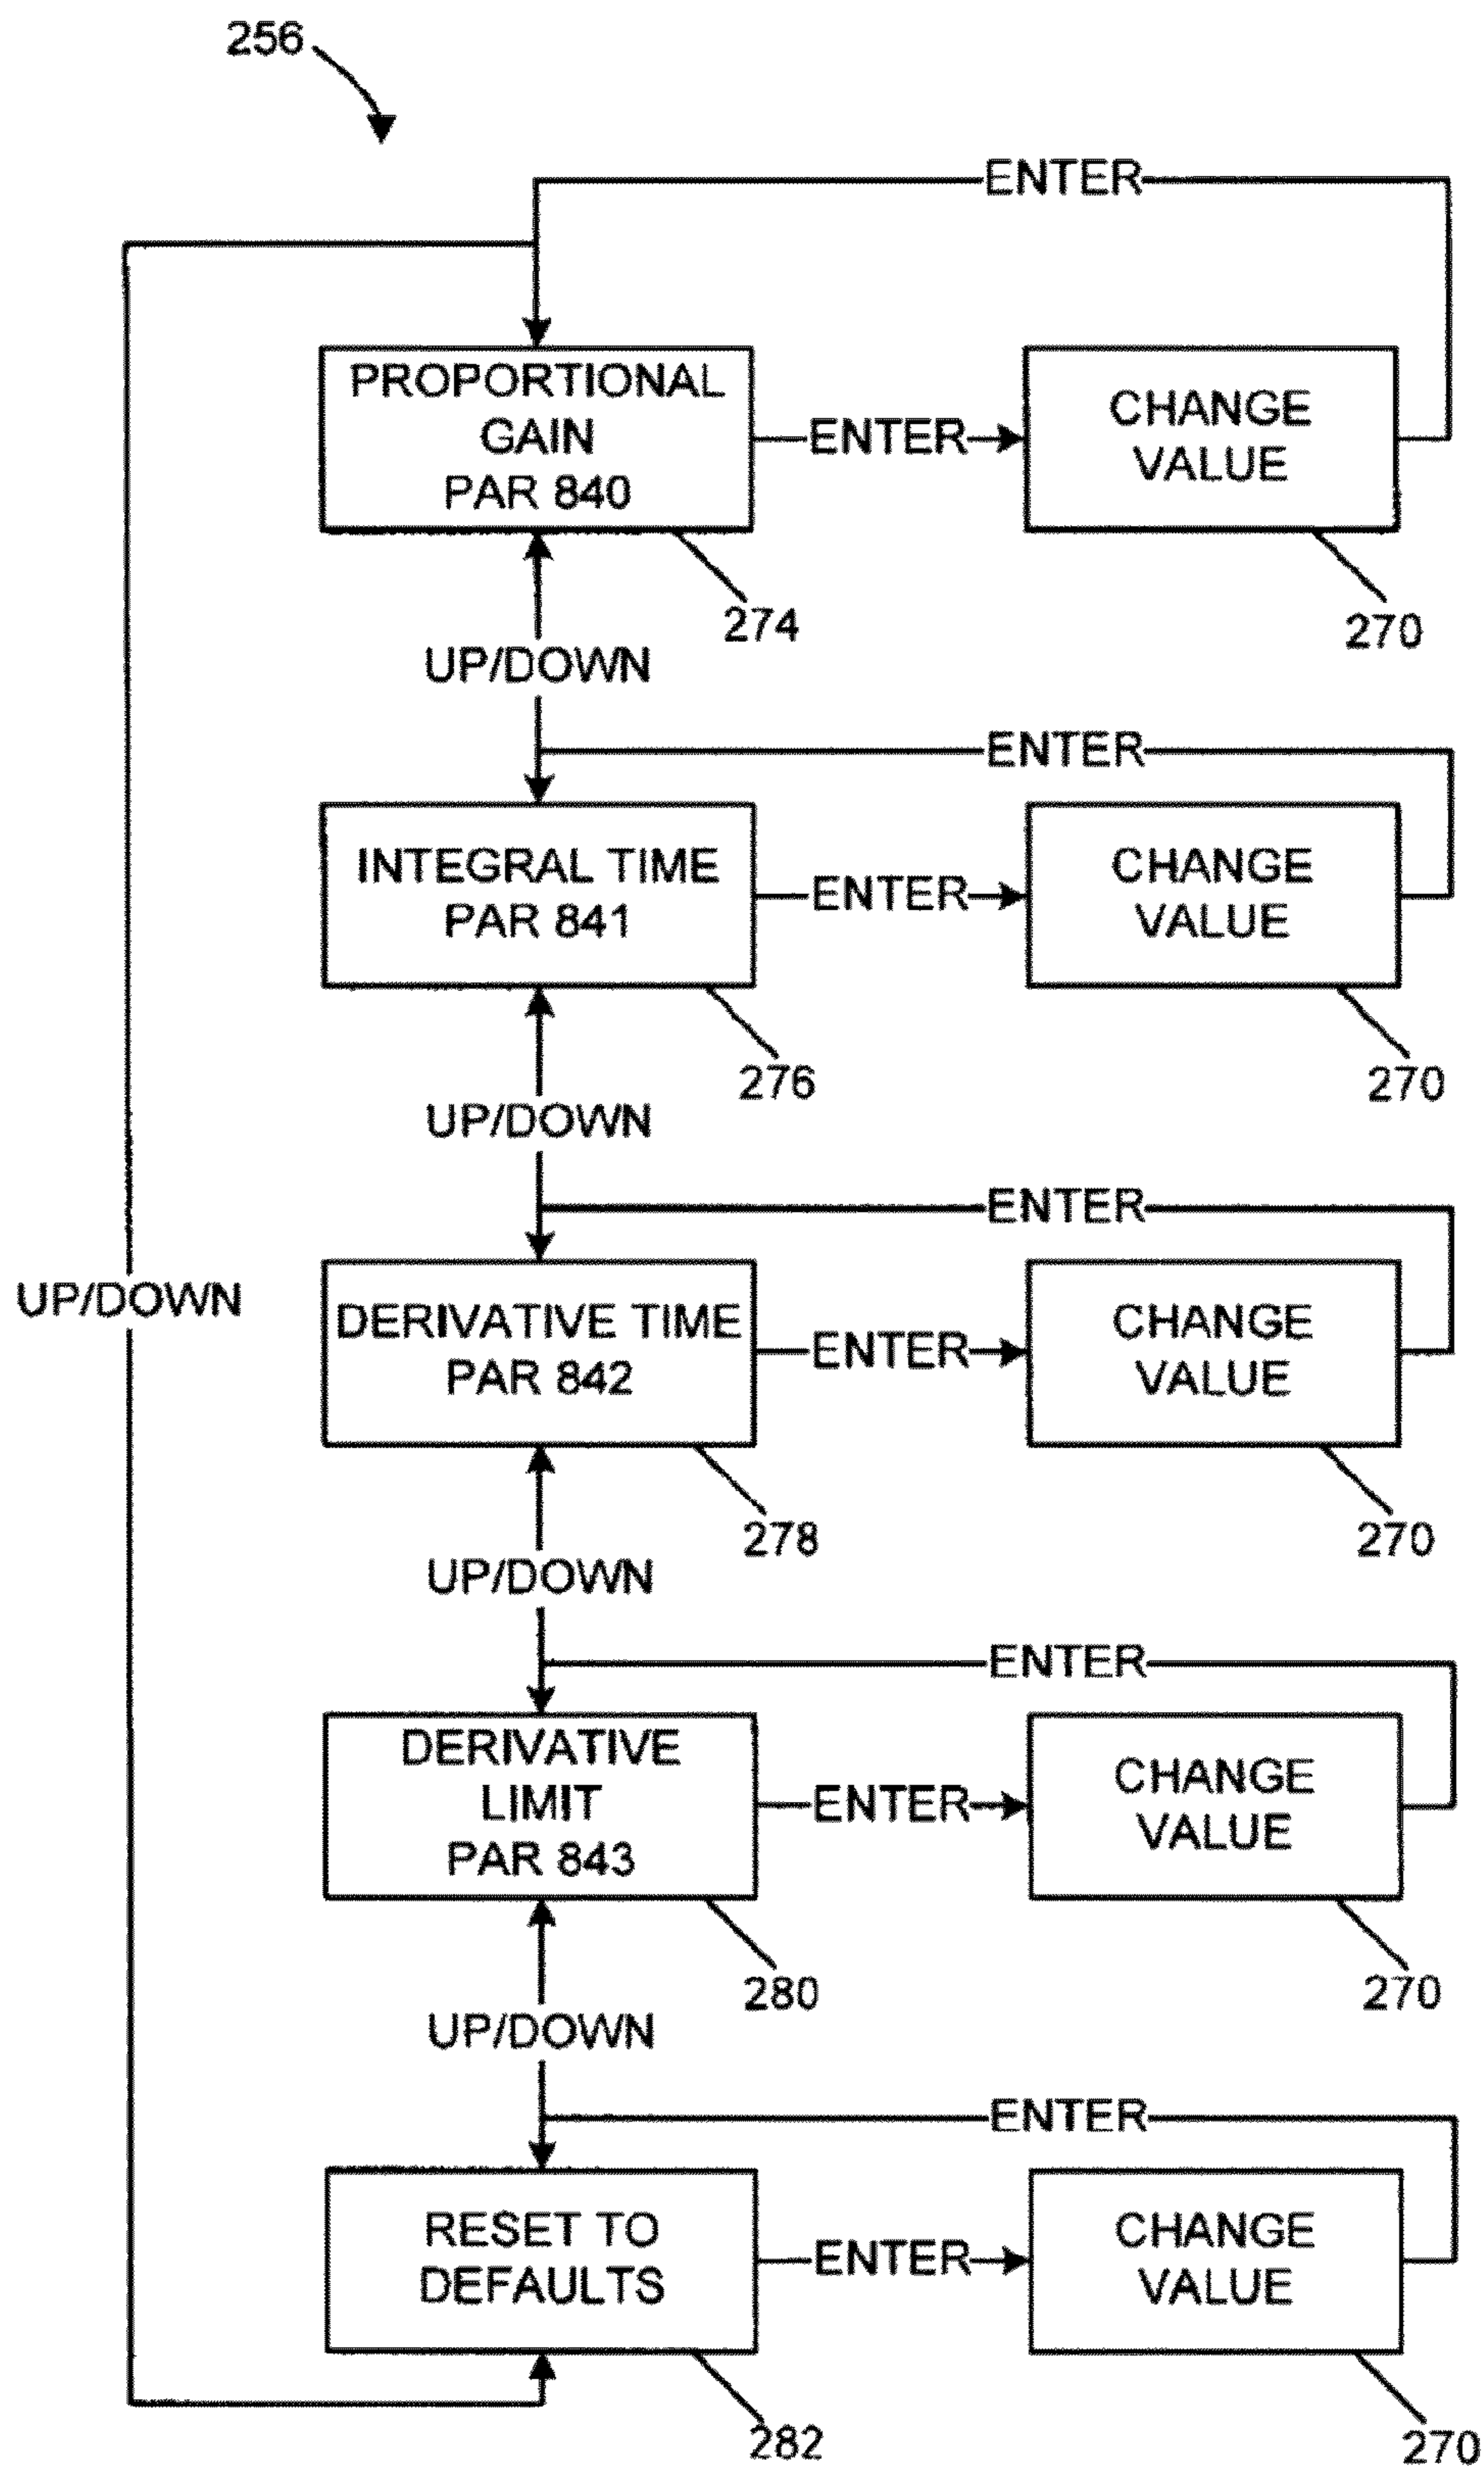 256
ENTER
PROPORTIONAL
GAIN
PAR 840
ENTER
CHANGE
VALUE
274
270
UP/DOWN
ENTER
INTEGRAL TIME
PAR 841
ENTER
CHANGE
VALUE
276
270
UP/DOWN
ENTER
UP/DOWN
DERIVATIVE TIME
PAR 842
ENTER
CHANGE
VALUE
278
270
UP/DOWN
ENTER
DERIVATIVE
LIMIT
PAR 843
ENTER
CHANGE
VALUE
280
270
UP/DOWN
ENTER
RESET TO
DEFAULTS
ENTER
CHANGE
VALUE
282
270